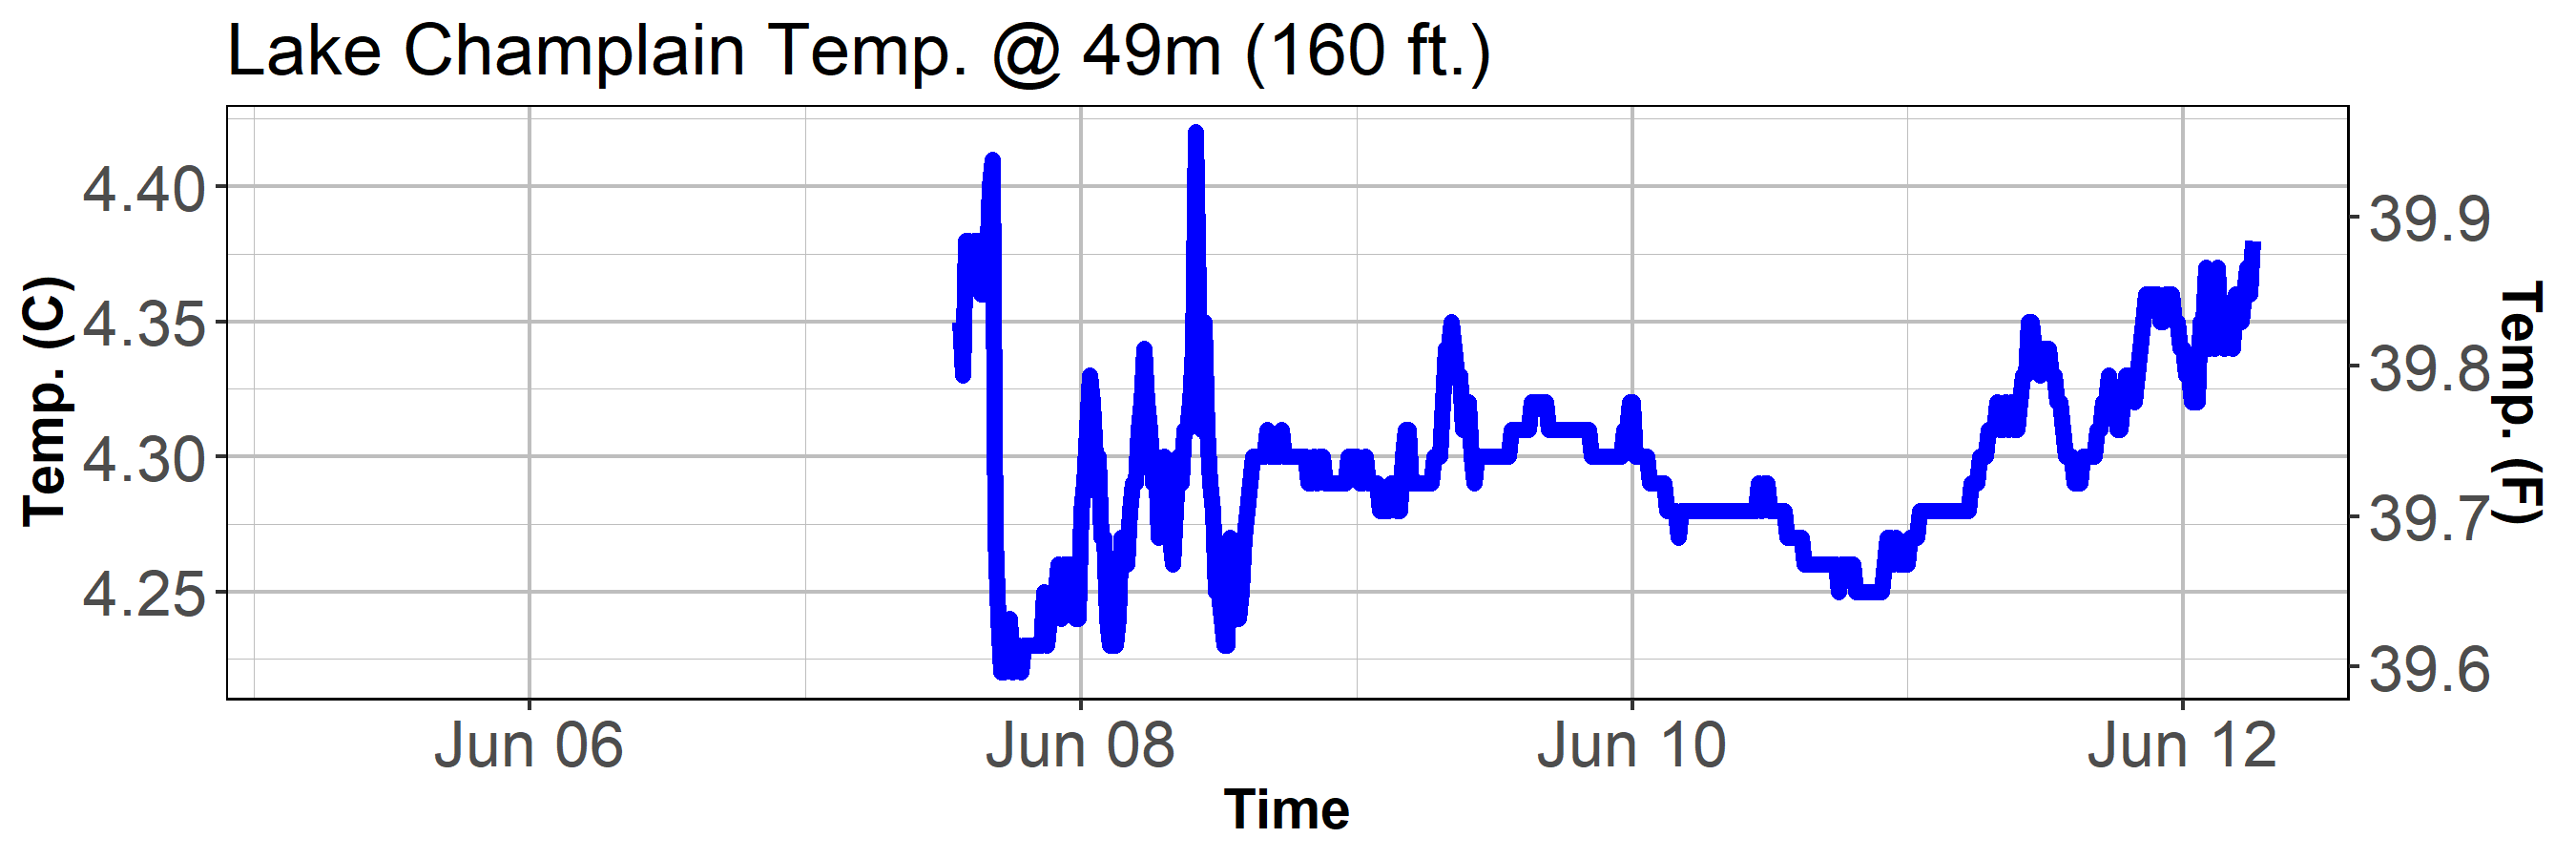 Lake Champlain Temp. @ 49m (160 ft.)
Temp. (C)
4.40
4.35
4.30
4.25
39.9
39.8
39.7
39.6
Temp. (F)
Jun 06 Jun 08 Jun 10 Jun 12
Time